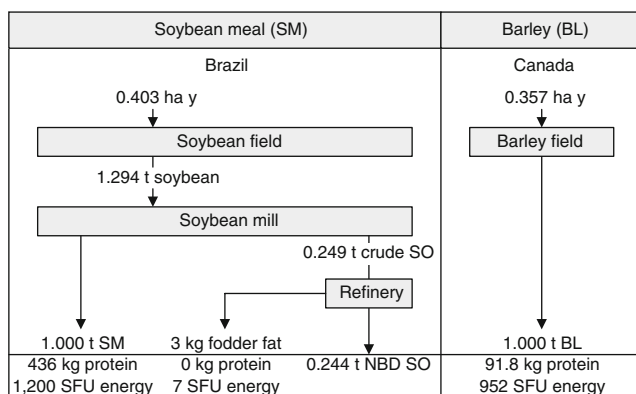 Soybean meal (SM)
Barley (BL)
Brazil
Canada
0.403 ha y
0.357 ha y
Soybean field
Barley field
1.294 t soybean
Soybean mill
0.249 t crude SO
Refinery
1.000 t SM
3 kg fodder fat
1.000 t BL
436 kg protein
0 kg protein
0.244 t NBD SO
91.8 kg protein
1,200 SFU energy
7 SFU energy
952 SFU energy